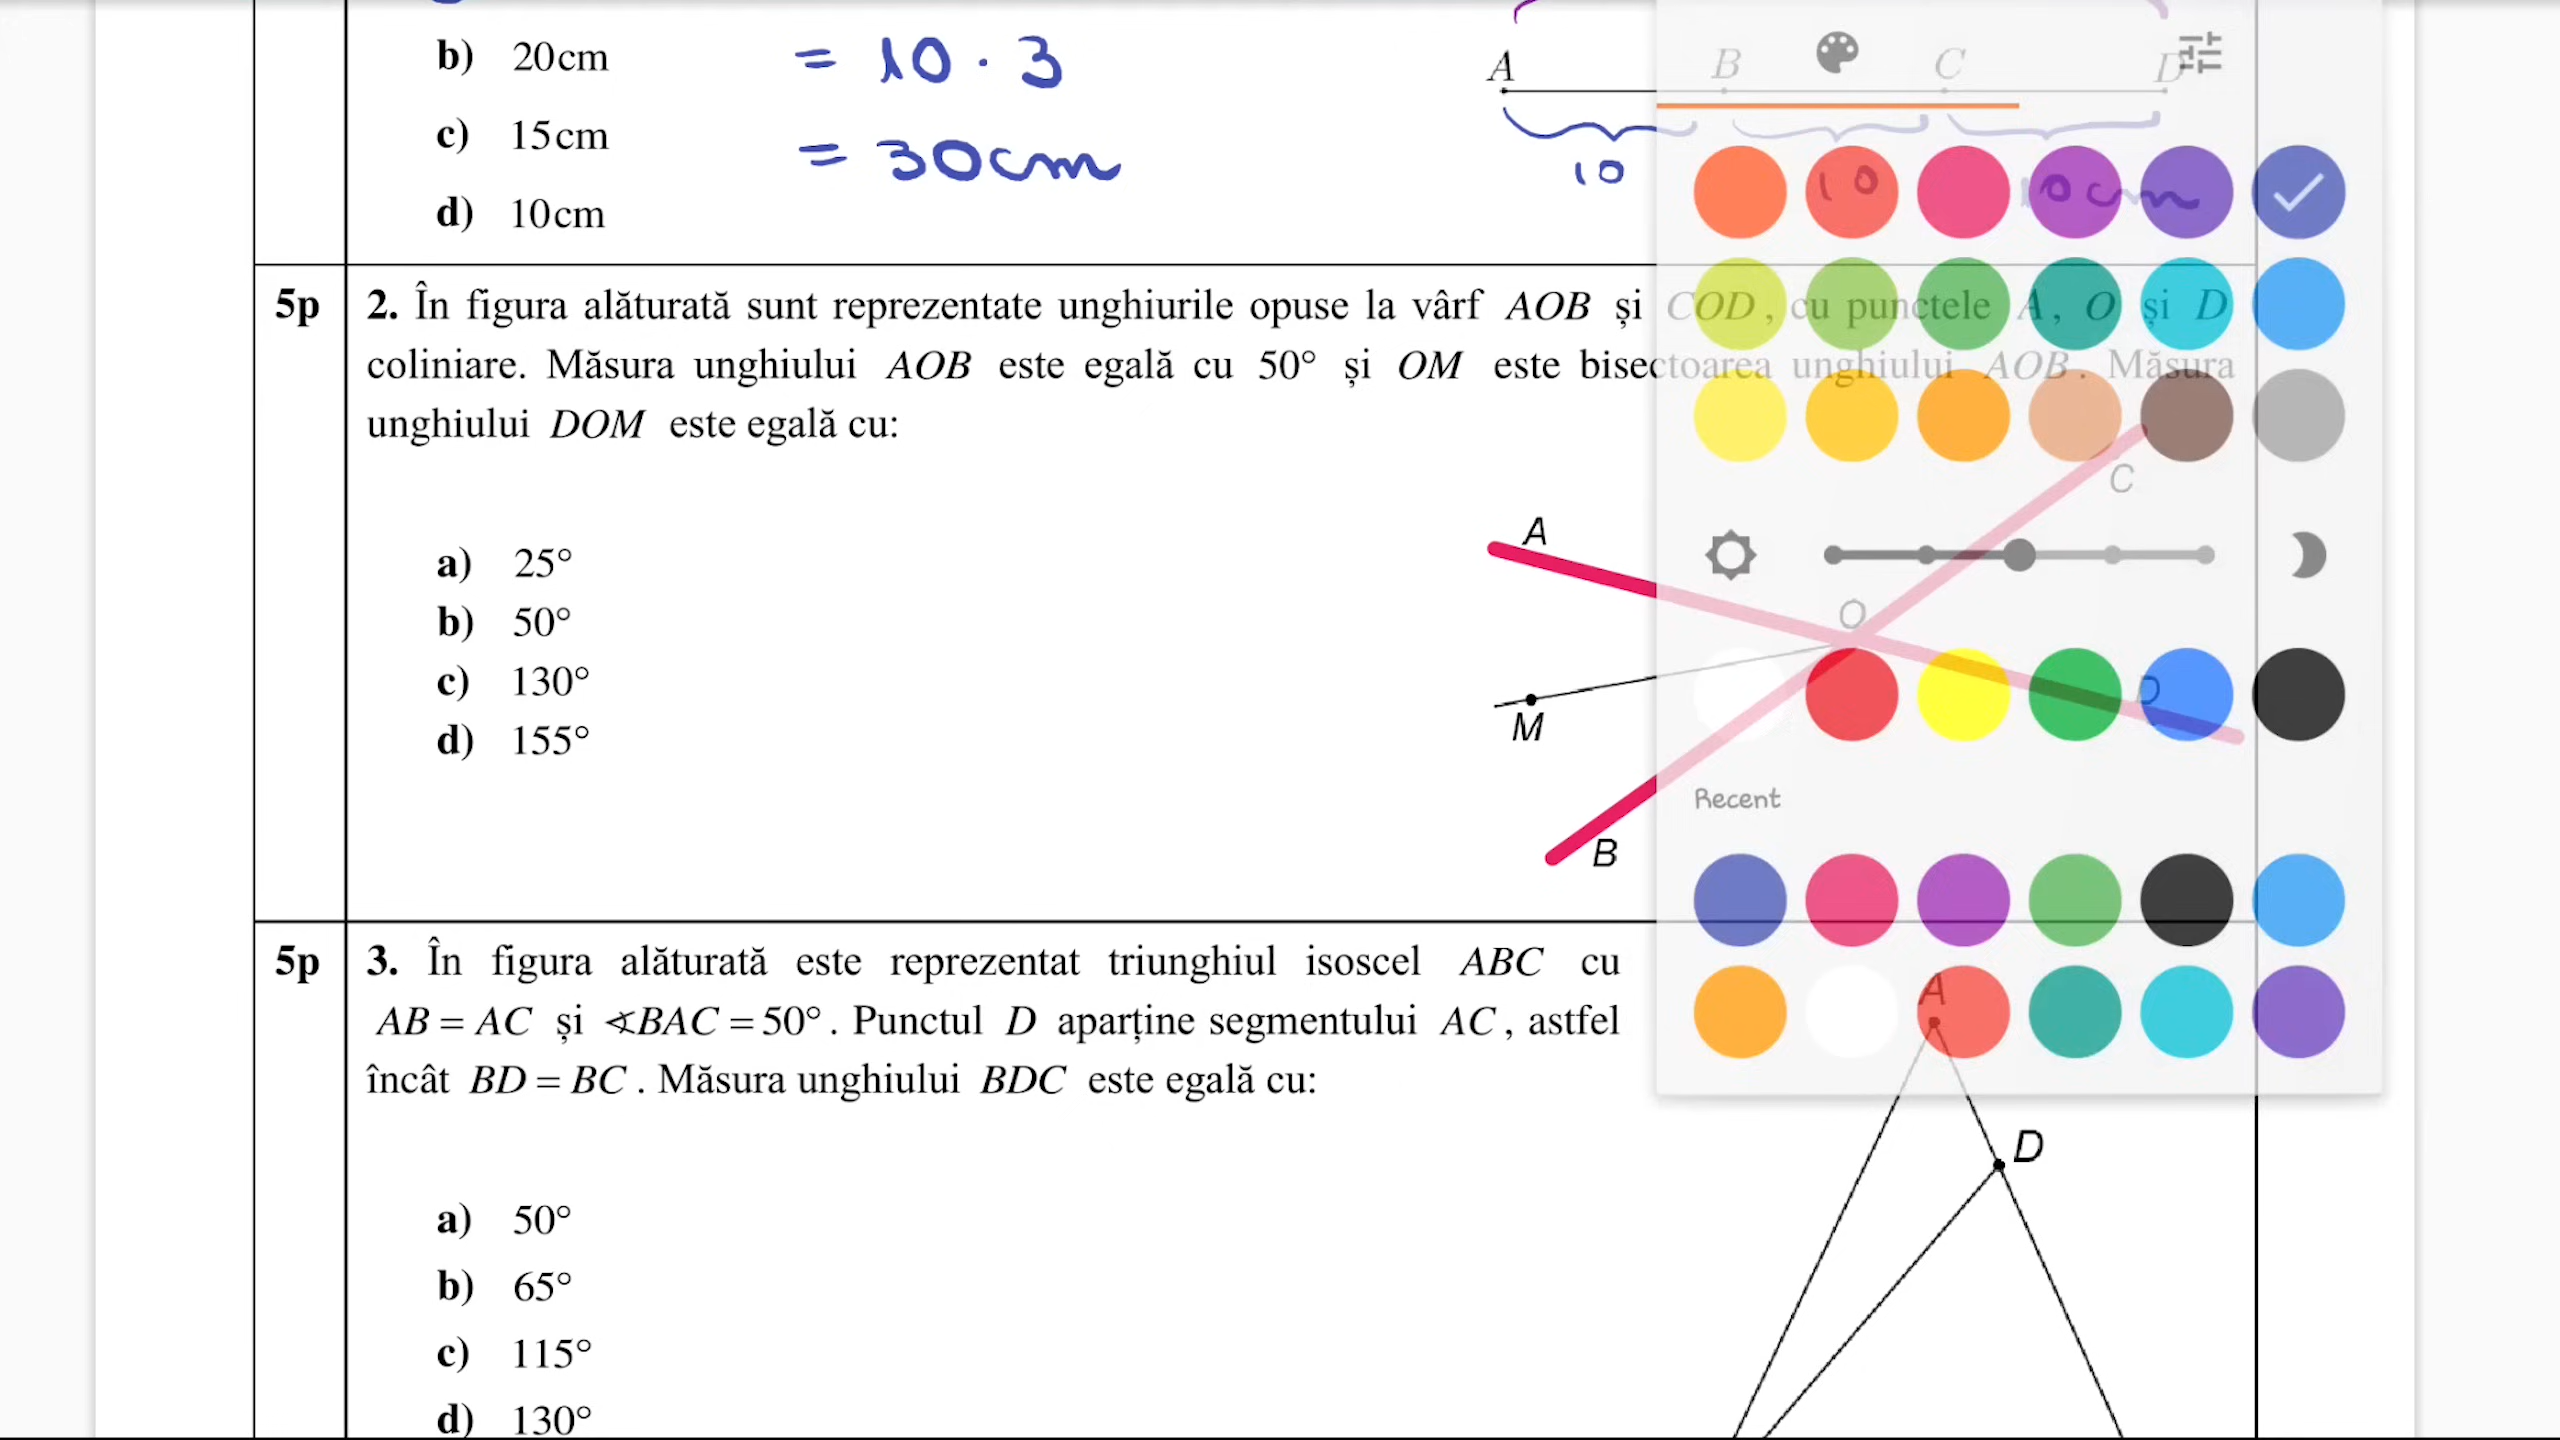 b) 20cm = 10 · 3
A B C D
c) 15cm = 30cm
10 10 10cm
d) 10cm
5p 2. În figura alăturată sunt reprezentate unghiurile opuse la vârf AOB și COD, cu punctele A, O și D
coliniare. Măsura unghiului AOB este egală cu 50° și OM este bisectoarea unghiului AOB. Măsura
unghiului DOM este egală cu:
C
A
a) 25°
O
b) 50°
c) 130°
D
M
d) 155°
Recent
B
5p 3. În figura alăturată este reprezentat triunghiul isoscel ABC cu
A
AB = AC și ∢BAC = 50°. Punctul D aparține segmentului AC, astfel
încât BD = BC. Măsura unghiului BDC este egală cu:
D
a) 50°
b) 65°
c) 115°
d) 130°